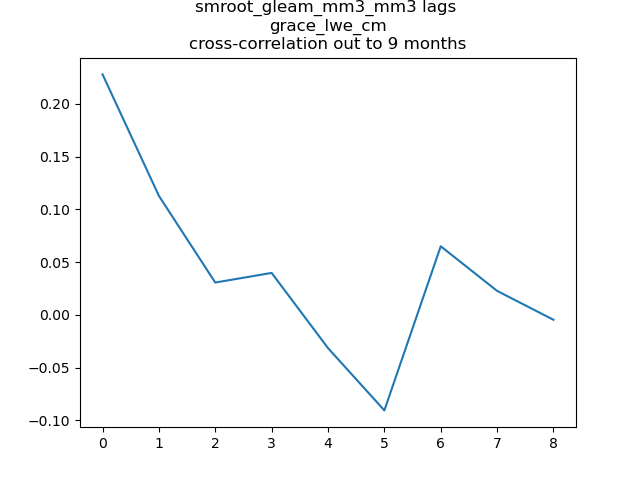 smroot_gleam_mm3_mm3 lags
grace_lwe_cm
cross-correlation out to 9 months
0.20
0.15
0.10
0.05
0.00
−0.05
−0.10
0 1 2 3 4 5 6 7 8